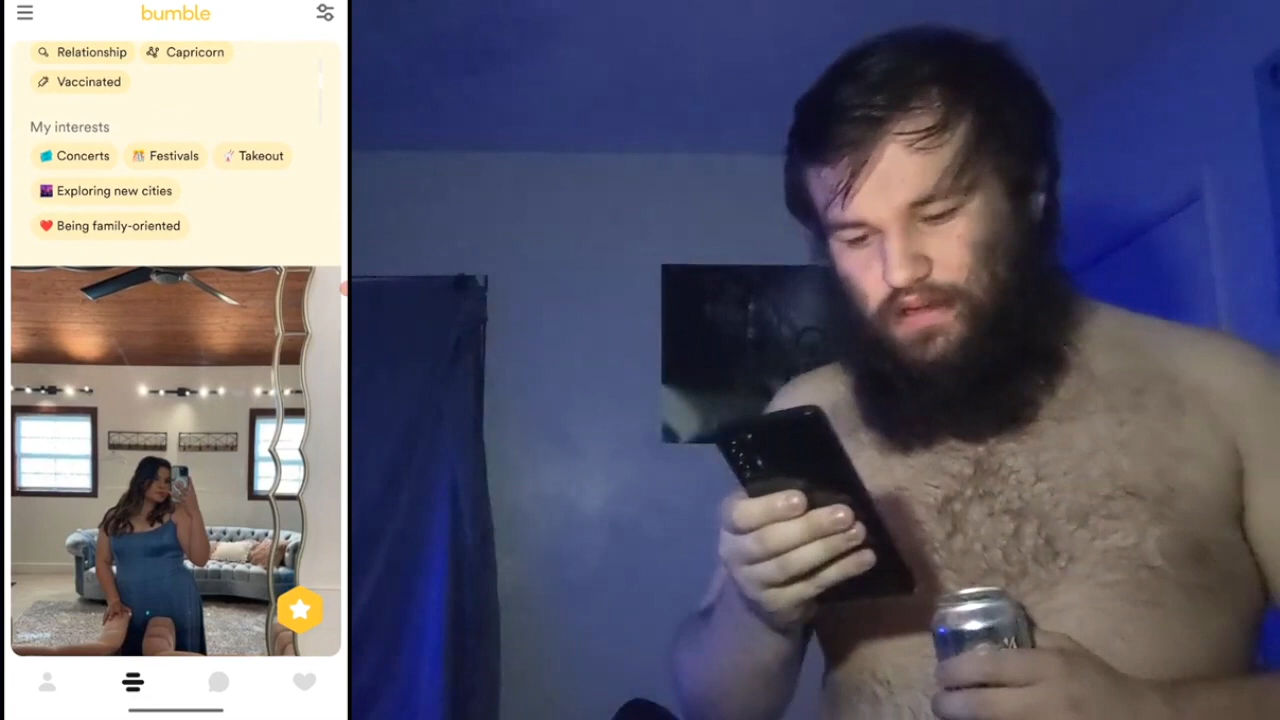 bumble
Relationship Capricorn
Vaccinated
My interests
Concerts Festivals Takeout
Exploring new cities
Being family-oriented